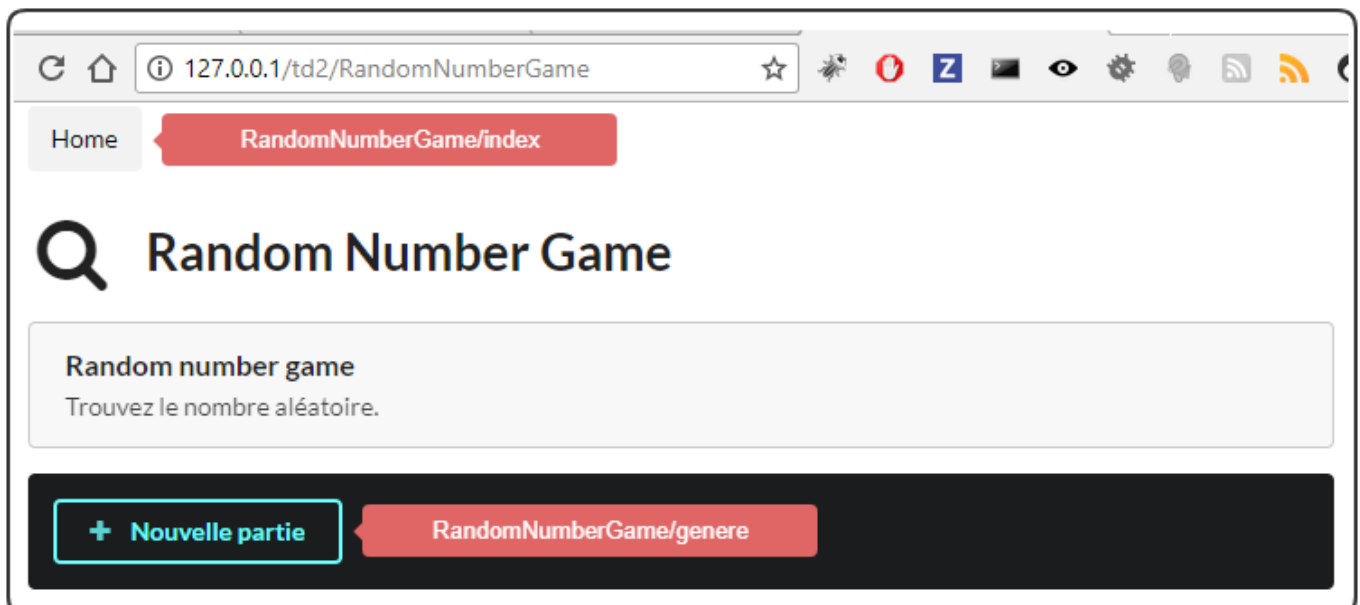 127.0.0.1/td2/RandomNumberGame
Z
Home
RandomNumberGame/index
Random Number Game
Random number game
Trouvez le nombre aléatoire.
Nouvelle partie
RandomNumberGame/genere